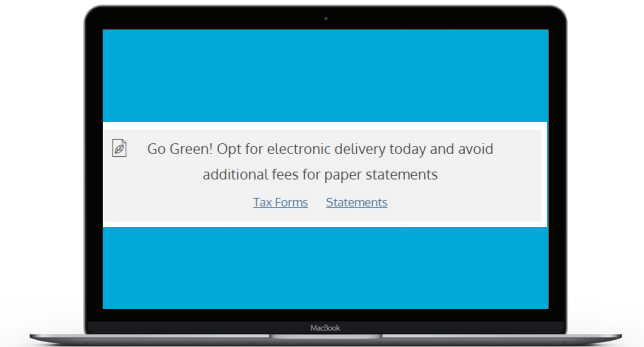 Go Green! Opt for electronic delivery today and avoid
additional fees for paper statements
Tax Forms Statements
MacBook